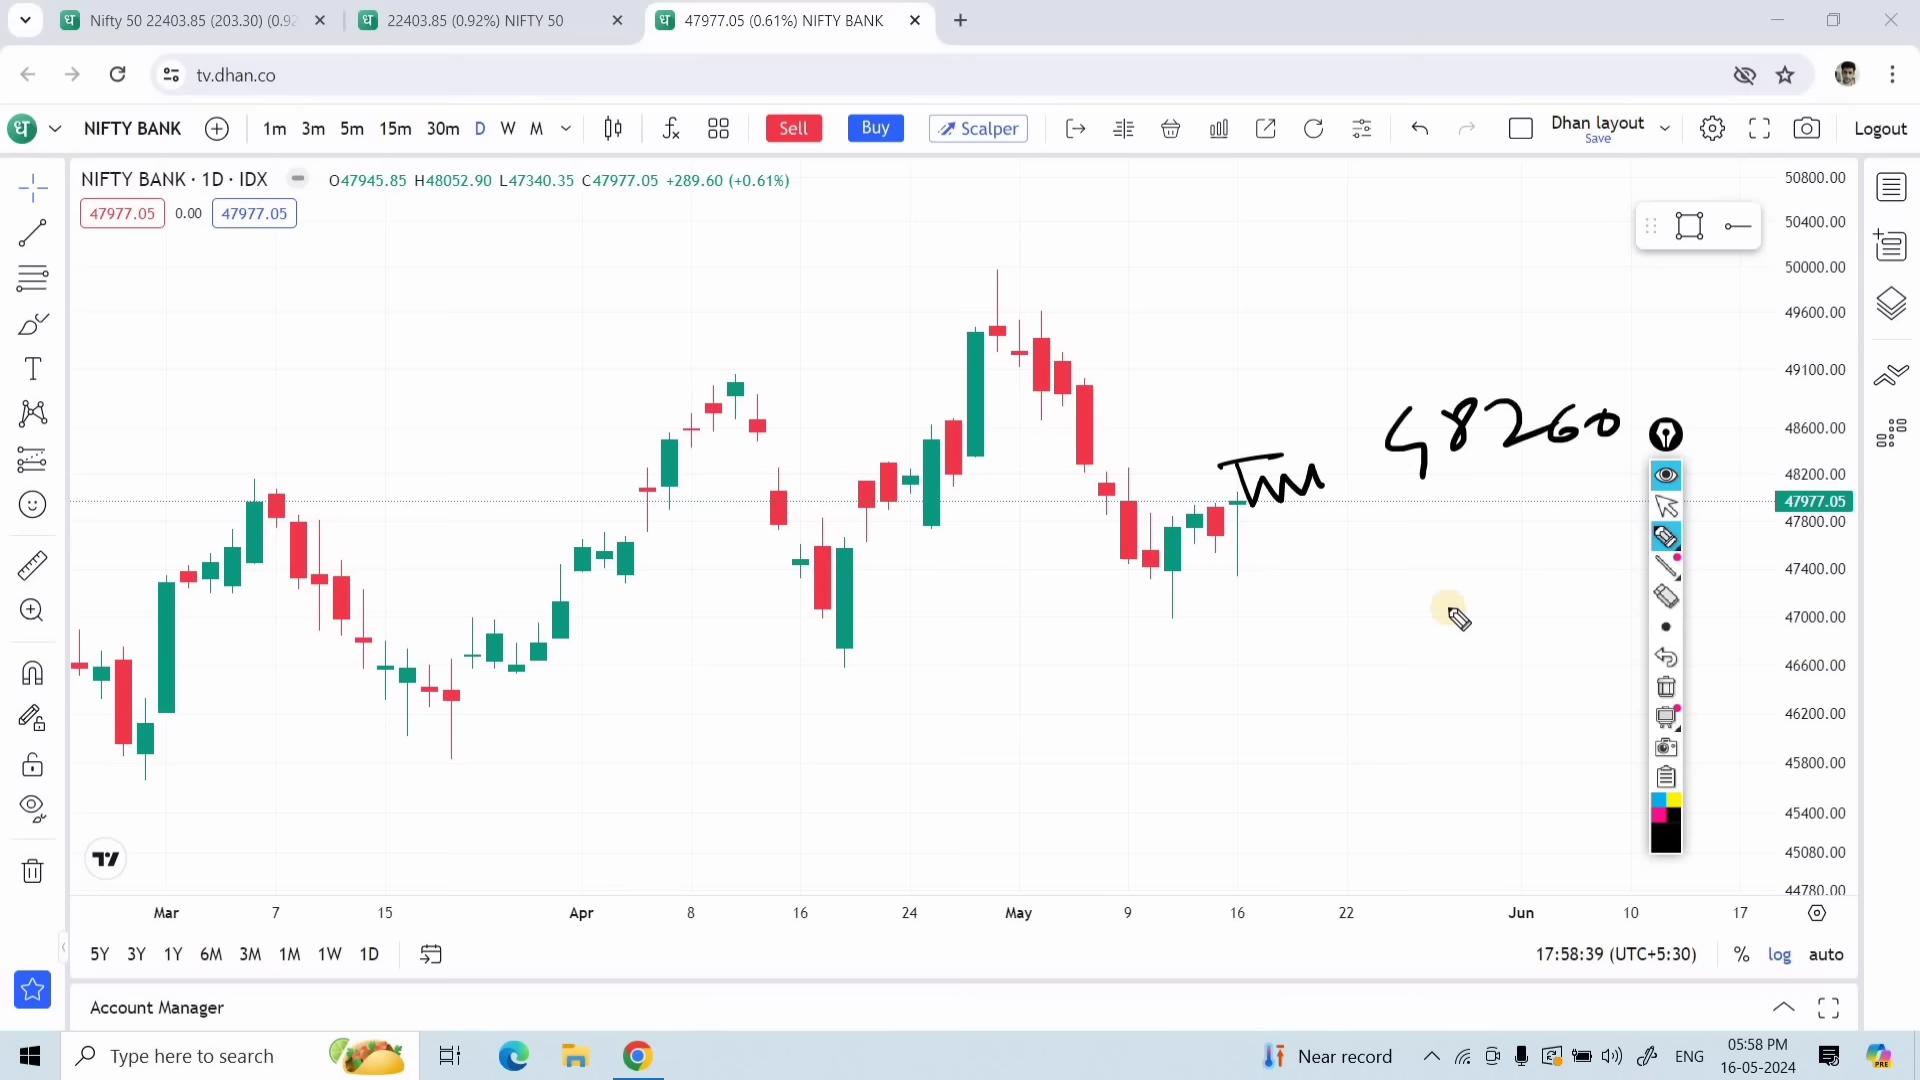 Nifty 50 22403.85 (203.30) (0.92
22403.85 (0.92%) NIFTY 50
47977.05 (0.61%) NIFTY BANK
tv.dhan.co
ध NIFTY BANK 1m 3m 5m 15m 30m D W M Sell Buy Scalper Dhan layout Save Logout
NIFTY BANK · 1D · IDX O47945.85 H48052.90 L47340.35 C47977.05 +289.60 (+0.61%)
47977.05 0.00 47977.05
50800.00
50400.00
50000.00
49600.00
49100.00
48600.00
48200.00
47977.05
47800.00
47400.00
47000.00
46600.00
46200.00
45800.00
45400.00
45080.00
44780.00
48260
Mar 7 15 Apr 8 16 24 May 9 16 22 Jun 10 17
5Y 3Y 1Y 6M 3M 1M 1W 1D 17:58:39 (UTC+5:30) % log auto
Account Manager
Type here to search Near record ENG 05:58 PM
16-05-2024